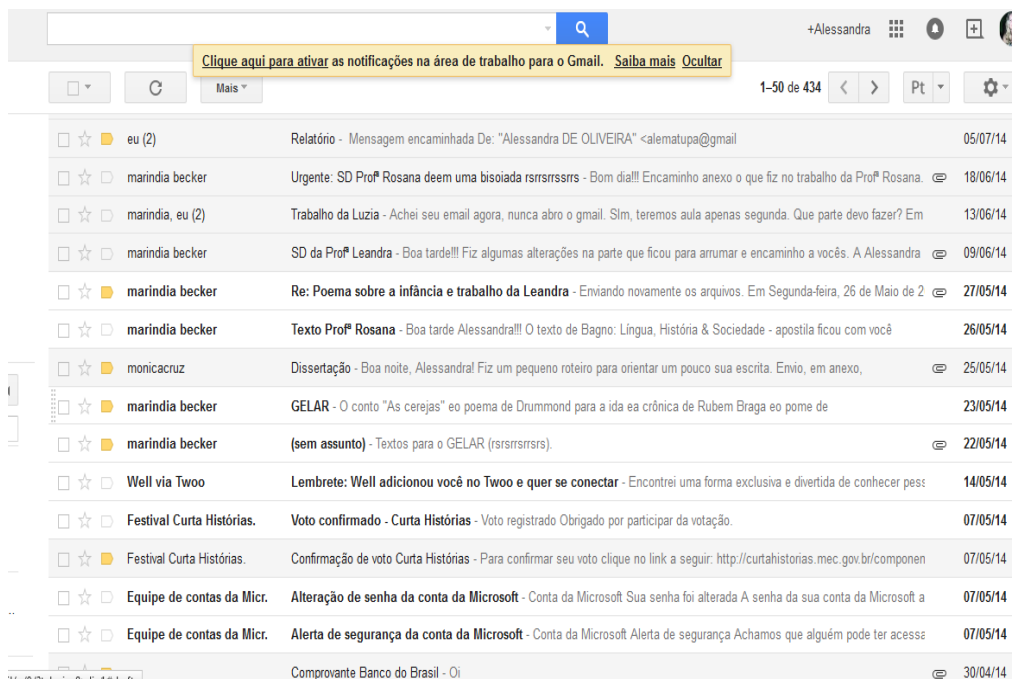 +Alessandra
Clique aqui para ativar as notificações na área de trabalho para o Gmail. Saiba mais Ocultar
Mais 1–50 de 434 Pt
eu (2) Relatório - Mensagem encaminhada De: "Alessandra DE OLIVEIRA" <alematupa@gmail 05/07/14
marindia becker Urgente: SD Profª Rosana deem uma bisoiada rsrrsrrssrrs - Bom dia!!! Encaminho anexo o que fiz no trabalho da Profª Rosana. 18/06/14
marindia, eu (2) Trabalho da Luzia - Achei seu email agora, nunca abro o gmail. SIm, teremos aula apenas segunda. Que parte devo fazer? Em 13/06/14
marindia becker SD da Profª Leandra - Boa tarde!!! Fiz algumas alterações na parte que ficou para arrumar e encaminho a vocês. A Alessandra 09/06/14
marindia becker Re: Poema sobre a infância e trabalho da Leandra - Enviando novamente os arquivos. Em Segunda-feira, 26 de Maio de 2 27/05/14
marindia becker Texto Profª Rosana - Boa tarde Alessandra!!! O texto de Bagno: Língua, História & Sociedade - apostila ficou com você 26/05/14
monicacruz Dissertação - Boa noite, Alessandra! Fiz um pequeno roteiro para orientar um pouco sua escrita. Envio, em anexo, 25/05/14
marindia becker GELAR - O conto "As cerejas" eo poema de Drummond para a ida ea crônica de Rubem Braga eo pome de 23/05/14
marindia becker (sem assunto) - Textos para o GELAR (rsrsrrsrrsrs). 22/05/14
Well via Twoo Lembrete: Well adicionou você no Twoo e quer se conectar - Encontrei uma forma exclusiva e divertida de conhecer pess 14/05/14
Festival Curta Histórias. Voto confirmado - Curta Histórias - Voto registrado Obrigado por participar da votação. 07/05/14
Festival Curta Histórias. Confirmação de voto Curta Histórias - Para confirmar seu voto clique no link a seguir: http://curtahistorias.mec.gov.br/componen 07/05/14
Equipe de contas da Micr. Alteração de senha da conta da Microsoft - Conta da Microsoft Sua senha foi alterada A senha da sua conta da Microsoft a 07/05/14
Equipe de contas da Micr. Alerta de segurança da conta da Microsoft - Conta da Microsoft Alerta de segurança Achamos que alguém pode ter acessa 07/05/14
Comprovante Banco do Brasil - Oi 30/04/14